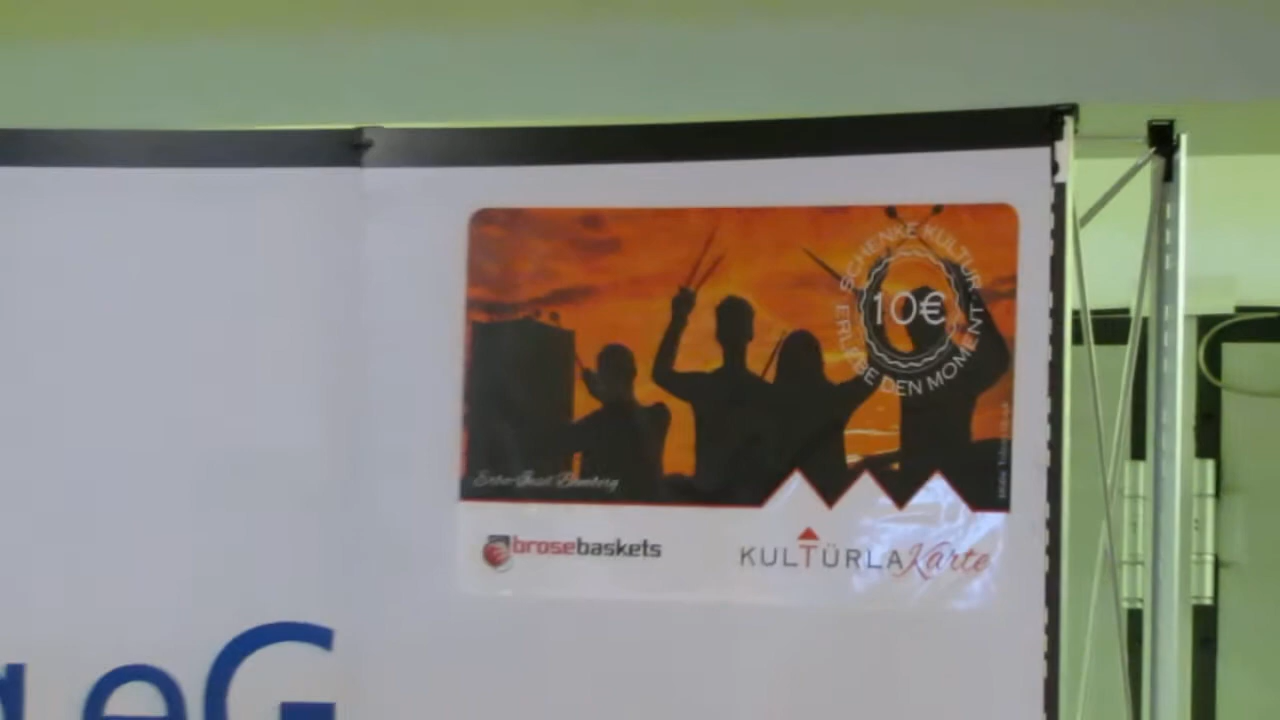 SCHENKE KULTUR
10€
ERLEBE DEN MOMENT
brosebaskets
KULTÜRLAKarte
eG